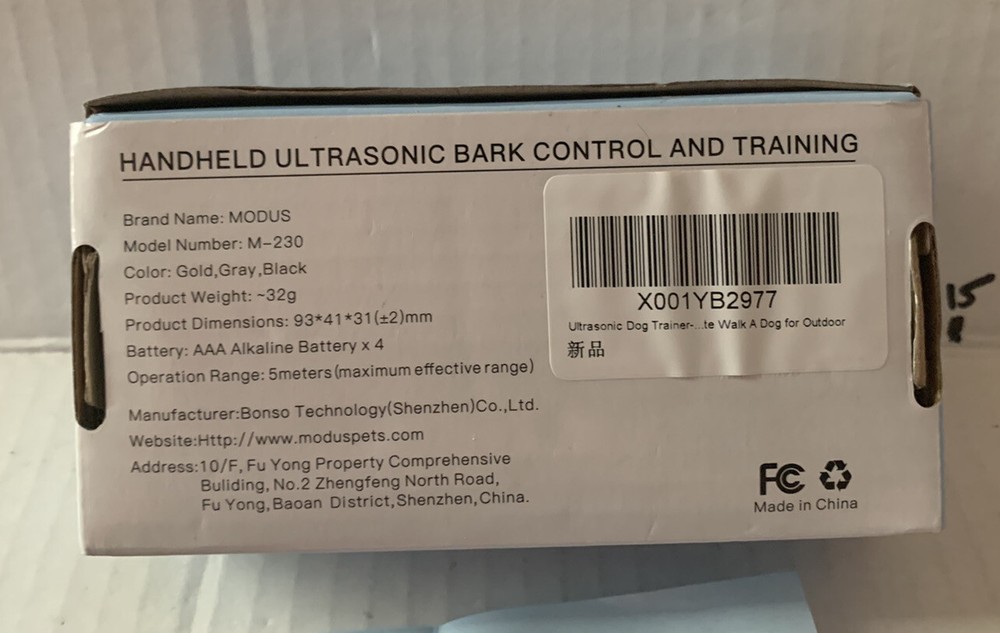 HANDHELD ULTRASONIC BARK CONTROL AND TRAINING
Brand Name: MODUS
Model Number: M-230
Color: Gold,Gray,Black
Product Weight: ~32g
Product Dimensions: 93*41*31(±2)mm
Battery: AAA Alkaline Battery x 4
Operation Range: 5meters(maximum effective range)
Manufacturer:Bonso Technology(Shenzhen)Co.,Ltd.
Website:Http://www.moduspets.com
Address:10/F, Fu Yong Property Comprehensive
Buliding, No.2 Zhengfeng North Road,
Fu Yong,Baoan District,Shenzhen,China.
X001YB2977
Ultrasonic Dog Trainer-...te Walk A Dog for Outdoor
新品
FC
Made in China
15